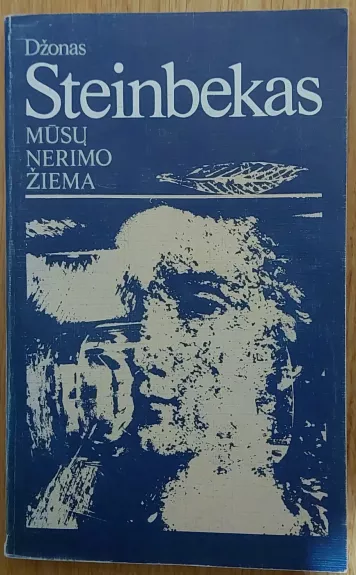 Džonas
Steinbekas
MŪSŲ
NERIMO
ŽIEMA